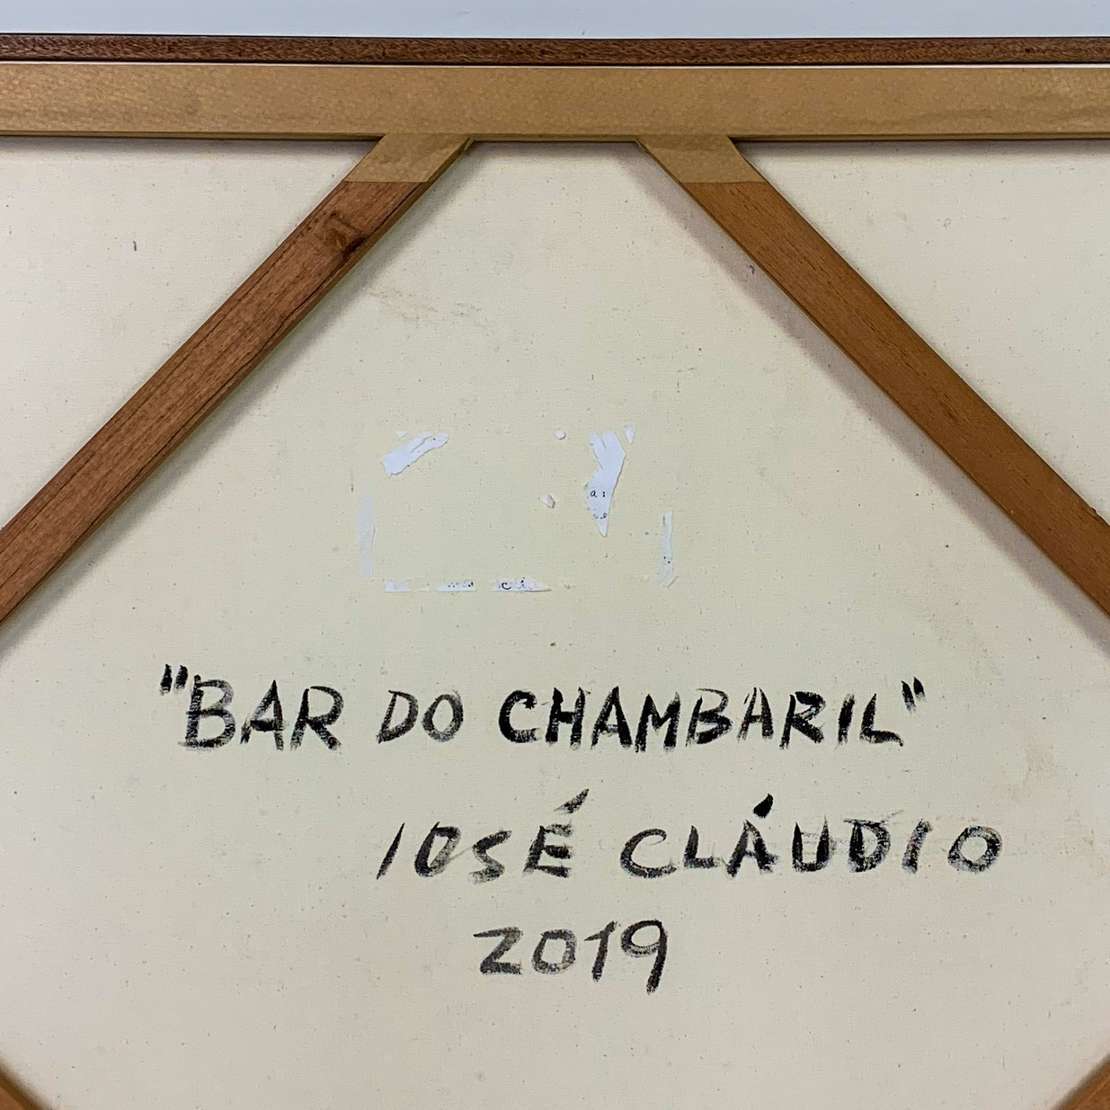 "BAR DO CHAMBARIL"
JOSÉ CLÁUDIO
2019